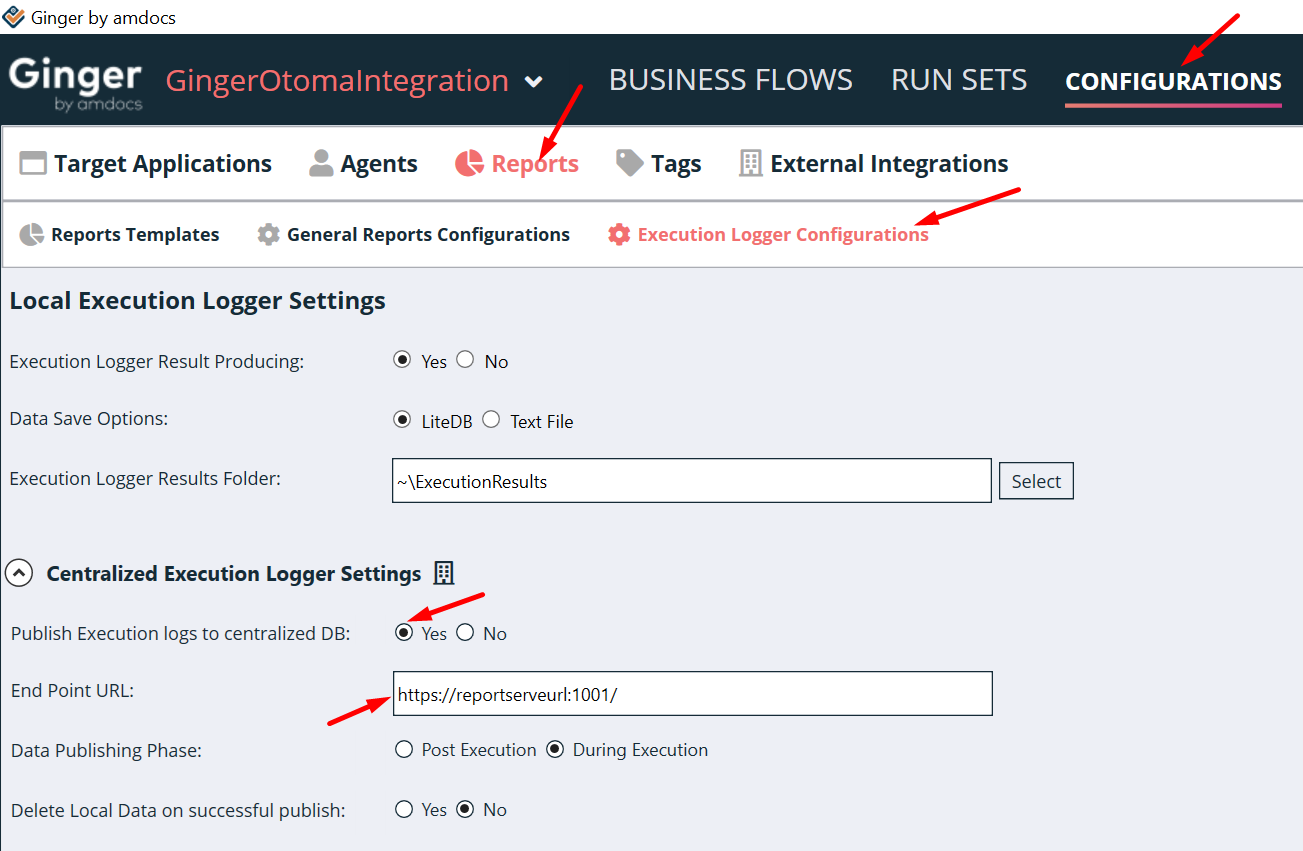 Ginger by amdocs
Ginger by amdocs GingerOtomaIntegration BUSINESS FLOWS RUN SETS CONFIGURATIONS
Target Applications Agents Reports Tags External Integrations
Reports Templates General Reports Configurations Execution Logger Configurations
Local Execution Logger Settings
Execution Logger Result Producing: Yes No
Data Save Options: LiteDB Text File
Execution Logger Results Folder: ~\ExecutionResults Select
Centralized Execution Logger Settings
Publish Execution logs to centralized DB: Yes No
End Point URL: https://reportserveurl:1001/
Data Publishing Phase: Post Execution During Execution
Delete Local Data on successful publish: Yes No